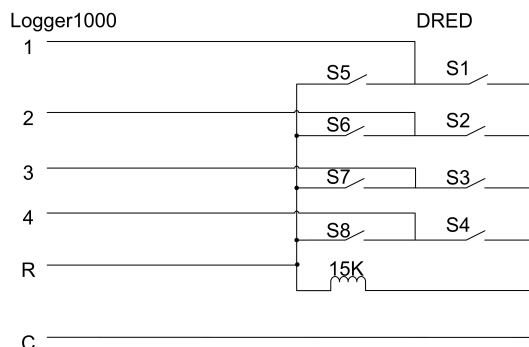 Logger1000 DRED
1
S5 S1
2
S6 S2
3
S7 S3
4
S8 S4
R 15K
C